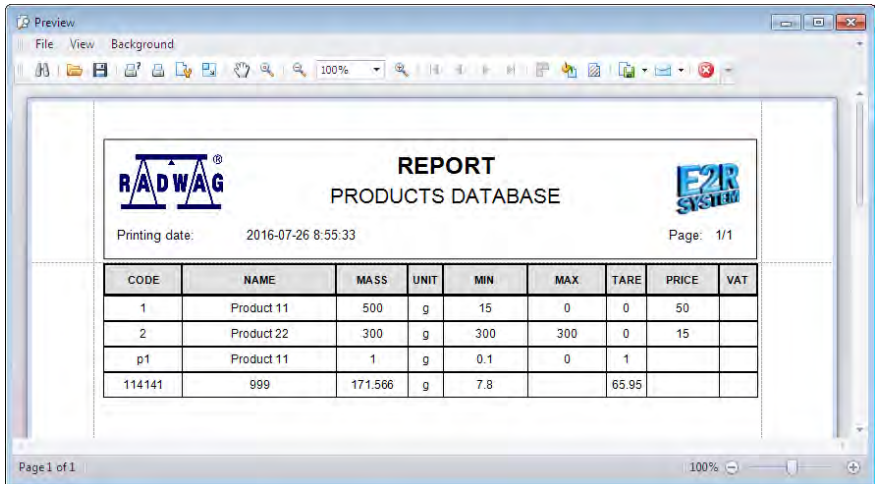 Preview
File View Background
100%
RADWAG®
REPORT
PRODUCTS DATABASE
E2R
SYSTEM
Printing date: 2016-07-26 8:55:33 Page: 1/1
CODE NAME MASS UNIT MIN MAX TARE PRICE VAT
1 Product 11 500 g 15 0 0 50
2 Product 22 300 g 300 300 0 15
p1 Product 11 1 g 0.1 0 1
114141 999 171.566 g 7.8 65.95
Page 1 of 1 100%